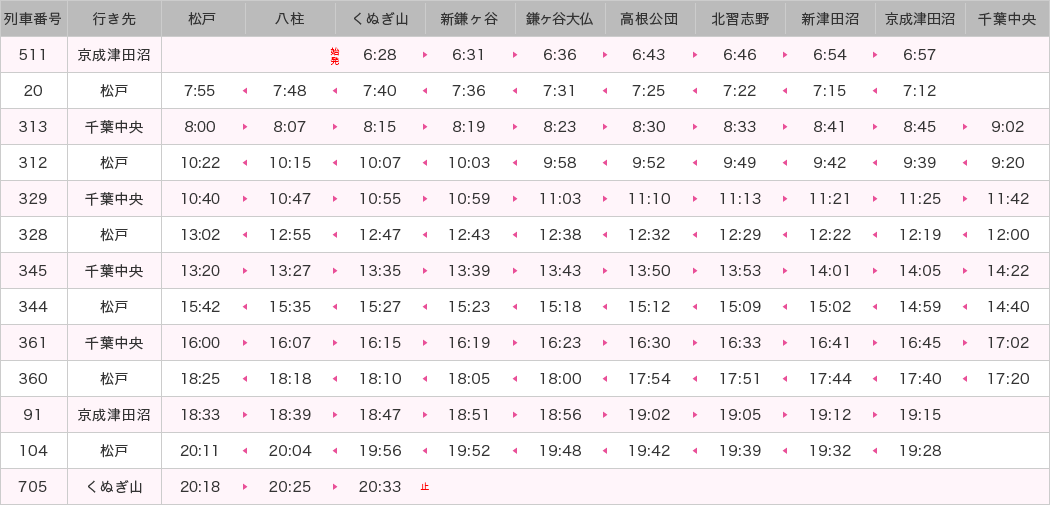 列車番号 行き先 松戸 八柱 くぬぎ山 新鎌ヶ谷 鎌ヶ谷大仏 高根公団 北習志野 新津田沼 京成津田沼 千葉中央
511 京成津田沼 始発 6:28 6:31 6:36 6:43 6:46 6:54 6:57
20 松戸 7:55 7:48 7:40 7:36 7:31 7:25 7:22 7:15 7:12
313 千葉中央 8:00 8:07 8:15 8:19 8:23 8:30 8:33 8:41 8:45 9:02
312 松戸 10:22 10:15 10:07 10:03 9:58 9:52 9:49 9:42 9:39 9:20
329 千葉中央 10:40 10:47 10:55 10:59 11:03 11:10 11:13 11:21 11:25 11:42
328 松戸 13:02 12:55 12:47 12:43 12:38 12:32 12:29 12:22 12:19 12:00
345 千葉中央 13:20 13:27 13:35 13:39 13:43 13:50 13:53 14:01 14:05 14:22
344 松戸 15:42 15:35 15:27 15:23 15:18 15:12 15:09 15:02 14:59 14:40
361 千葉中央 16:00 16:07 16:15 16:19 16:23 16:30 16:33 16:41 16:45 17:02
360 松戸 18:25 18:18 18:10 18:05 18:00 17:54 17:51 17:44 17:40 17:20
91 京成津田沼 18:33 18:39 18:47 18:51 18:56 19:02 19:05 19:12 19:15
104 松戸 20:11 20:04 19:56 19:52 19:48 19:42 19:39 19:32 19:28
705 くぬぎ山 20:18 20:25 20:33 止